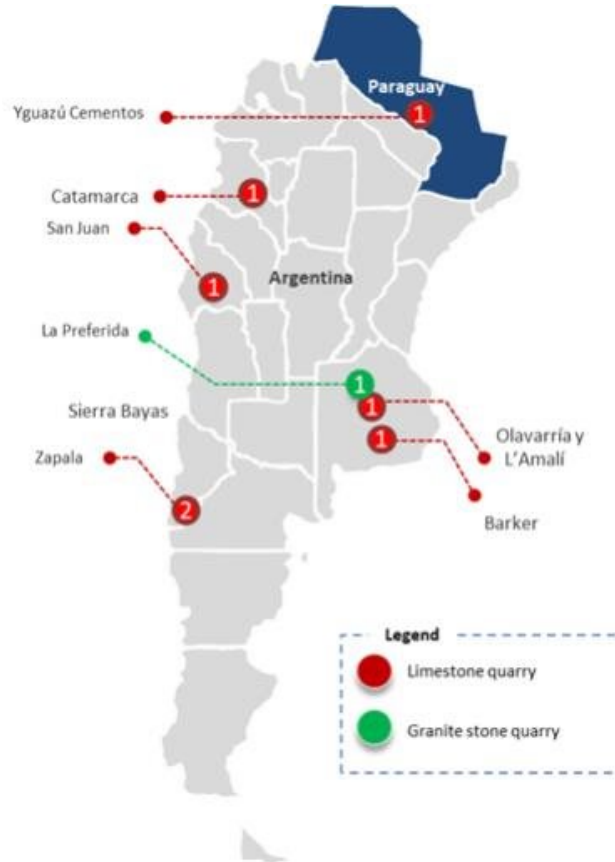 Paraguay
Yguazú Cementos
1
Catamarca
1
San Juan
1
Argentina
La Preferida
1
Sierra Bayas
1
Olavarría y
L'Amalí
1
Zapala
2
Barker
Legend
Limestone quarry
Granite stone quarry